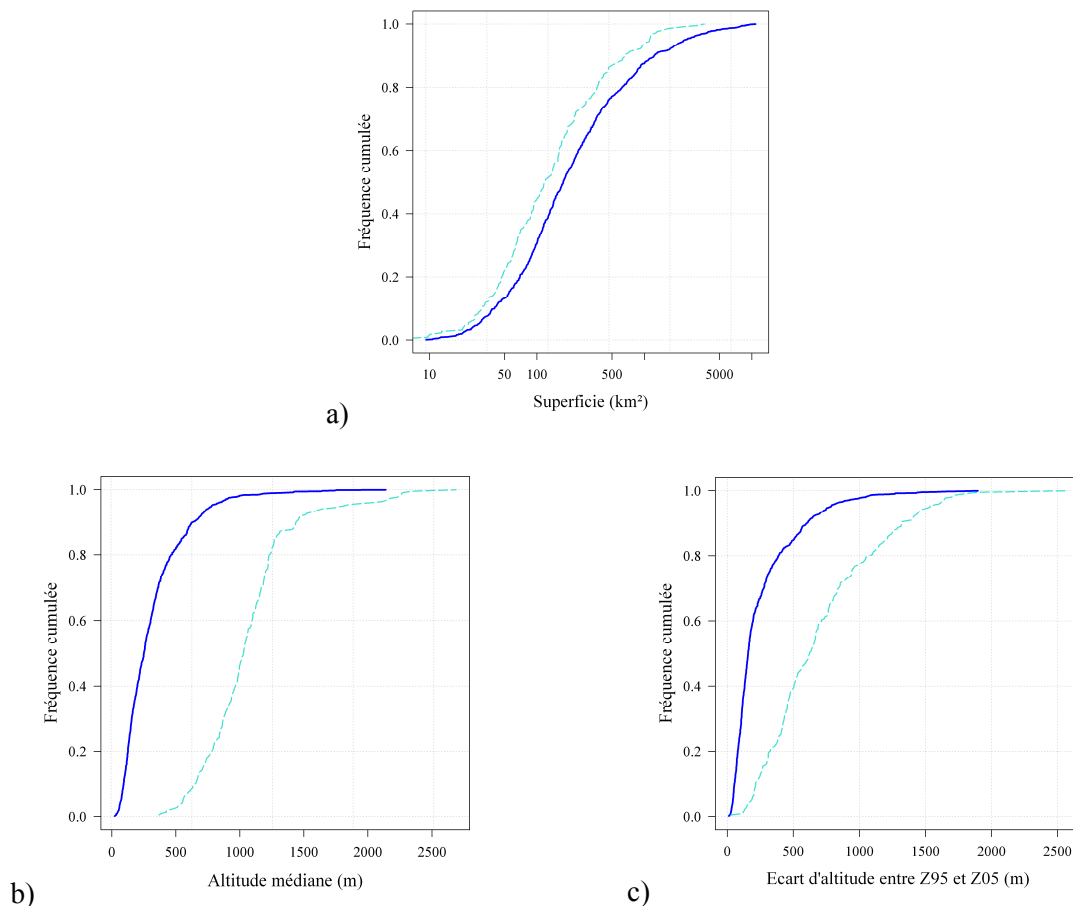 1.0
0.8
0.6
0.4
0.2
0.0
Fréquence cumulée
10 50 100 500 5000
Superficie (km²)
a)
1.0
0.8
0.6
0.4
0.2
0.0
Fréquence cumulée
0 500 1000 1500 2000 2500
Altitude médiane (m)
b)
1.0
0.8
0.6
0.4
0.2
0.0
Fréquence cumulée
0 500 1000 1500 2000 2500
Ecart d'altitude entre Z95 et Z05 (m)
c)